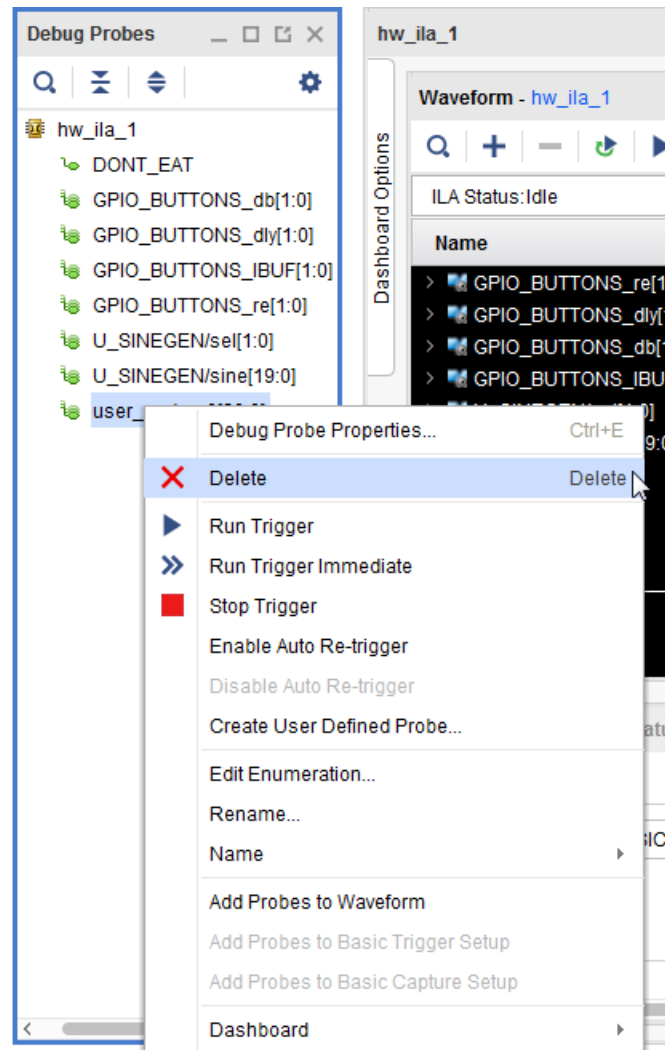 Debug Probes
hw_ila_1
DONT_EAT
GPIO_BUTTONS_db[1:0]
GPIO_BUTTONS_dly[1:0]
GPIO_BUTTONS_IBUF[1:0]
GPIO_BUTTONS_re[1:0]
U_SINEGEN/sel[1:0]
U_SINEGEN/sine[19:0]
user_
hw_ila_1
Dashboard Options
Waveform - hw_ila_1
ILA Status:Idle
Name
GPIO_BUTTONS_re[1
GPIO_BUTTONS_dly[
GPIO_BUTTONS_db[1
GPIO_BUTTONS_IBU
9:0
Debug Probe Properties... Ctrl+E
Delete Delete
Run Trigger
Run Trigger Immediate
Stop Trigger
Enable Auto Re-trigger
Disable Auto Re-trigger
Create User Defined Probe...
Edit Enumeration...
Rename...
Name
Add Probes to Waveform
Add Probes to Basic Trigger Setup
Add Probes to Basic Capture Setup
Dashboard